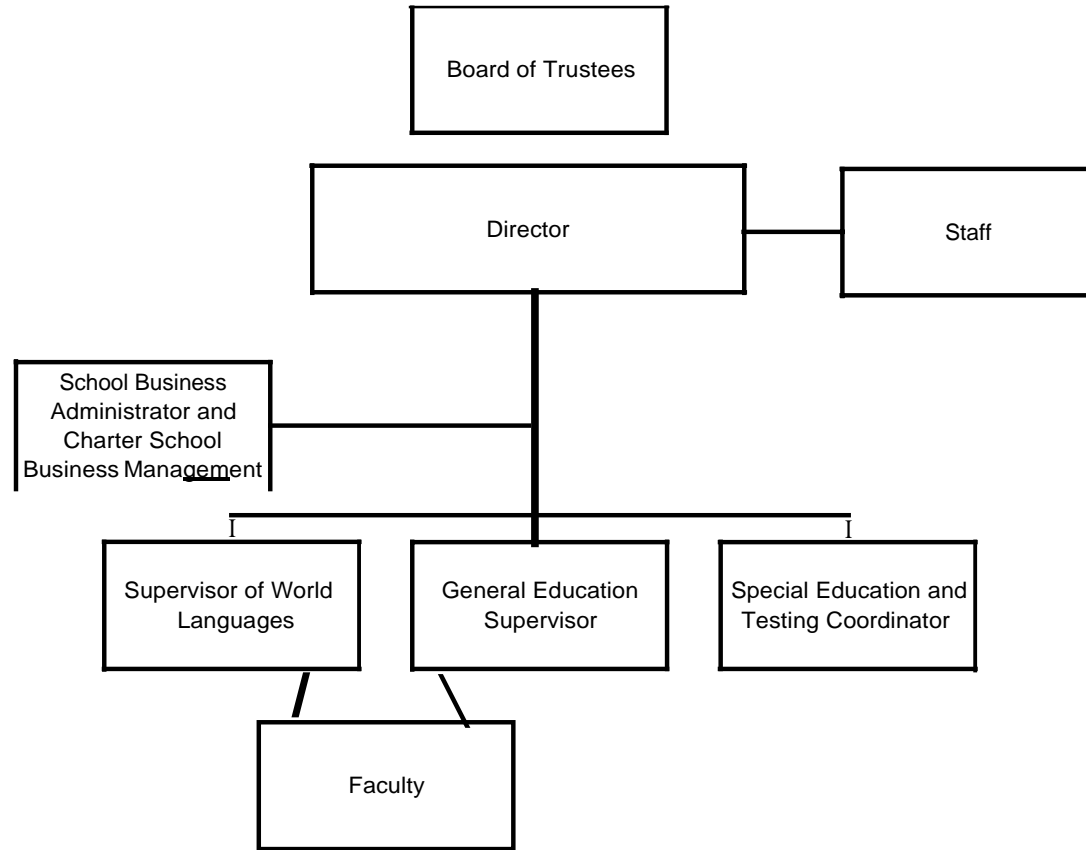 Board of Trustees
Director
Staff
School Business
Administrator and
Charter School
Business Management
Supervisor of World
Languages
General Education
Supervisor
Special Education and
Testing Coordinator
Faculty